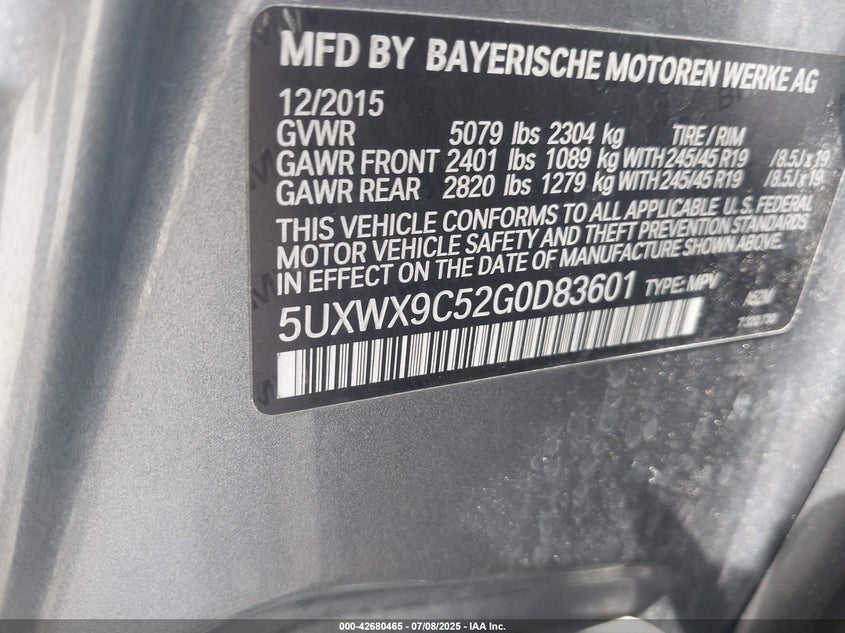 MFD BY BAYERISCHE MOTOREN WERKE AG
12/2015
GVWR 5079 lbs 2304 kg TIRE / RIM
GAWR FRONT 2401 lbs 1089 kg WITH 245/45 R19 / 8.5J x 19
GAWR REAR 2820 lbs 1279 kg WITH 245/45 R19 / 8.5J x 19
THIS VEHICLE CONFORMS TO ALL APPLICABLE U.S. FEDERAL
MOTOR VEHICLE SAFETY AND THEFT PREVENTION STANDARDS
IN EFFECT ON THE DATE OF MANUFACTURE SHOWN ABOVE.
5UXWX9C52G0D83601 TYPE: MPV
000-42680465 - 07/08/2025 - IAA Inc.